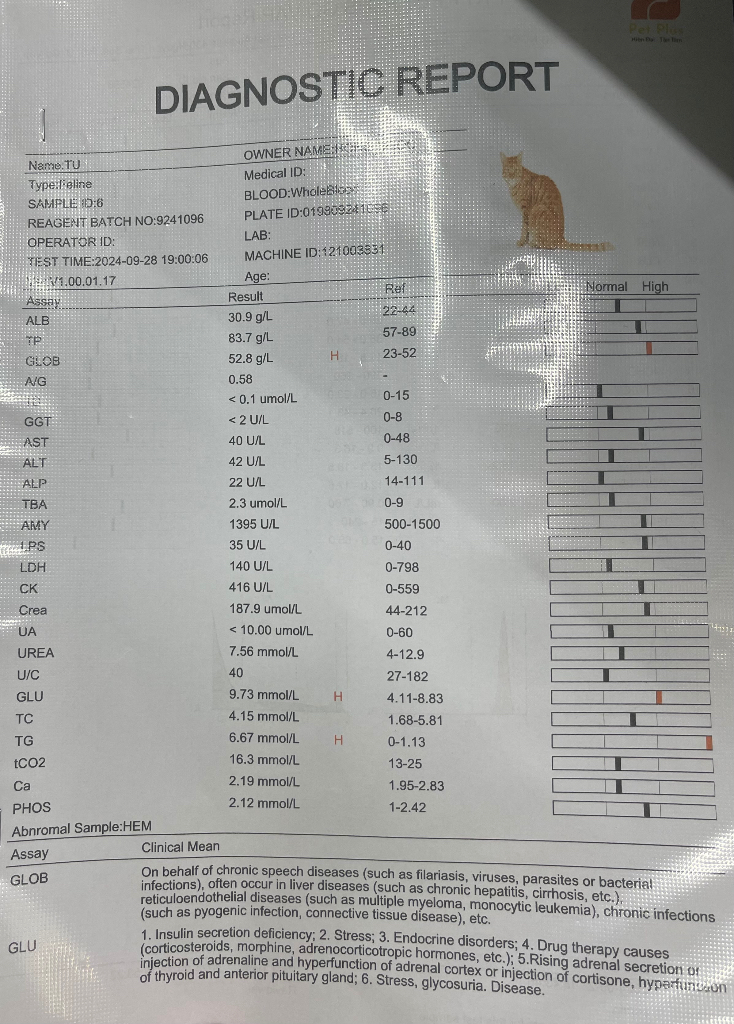 Pet Plus
DIAGNOSTIC REPORT
Name:TU
OWNER NAME:
Type:Feline
Medical ID:
SAMPLE ID:6
BLOOD:WholeBlood
REAGENT BATCH NO:9241096
PLATE ID:
OPERATOR ID:
LAB:
TEST TIME:2024-09-28 19:00:06
MACHINE ID:121003331
V1.00.01.17
Age:
Assay Result Ref Normal High
ALB 30.9 g/L 22-44
TP 83.7 g/L 57-89
GLOB 52.8 g/L H 23-52
A/G 0.58 -
< 0.1 umol/L 0-15
GGT < 2 U/L 0-8
AST 40 U/L 0-48
ALT 42 U/L 5-130
ALP 22 U/L 14-111
TBA 2.3 umol/L 0-9
AMY 1395 U/L 500-1500
LPS 35 U/L 0-40
LDH 140 U/L 0-798
CK 416 U/L 0-559
Crea 187.9 umol/L 44-212
UA < 10.00 umol/L 0-60
UREA 7.56 mmol/L 4-12.9
U/C 40 27-182
GLU 9.73 mmol/L H 4.11-8.83
TC 4.15 mmol/L 1.68-5.81
TG 6.67 mmol/L H 0-1.13
tCO2 16.3 mmol/L 13-25
Ca 2.19 mmol/L 1.95-2.83
PHOS 2.12 mmol/L 1-2.42
Abnromal Sample:HEM
Assay Clinical Mean
GLOB On behalf of chronic speech diseases (such as filariasis, viruses, parasites or bacterial
infections), often occur in liver diseases (such as chronic hepatitis, cirrhosis, etc.),
reticuloendothelial diseases (such as multiple myeloma, monocytic leukemia), chronic infections
(such as pyogenic infection, connective tissue disease), etc.
GLU 1. Insulin secretion deficiency; 2. Stress; 3. Endocrine disorders; 4. Drug therapy causes
(corticosteroids, morphine, adrenocorticotropic hormones, etc.); 5.Rising adrenal secretion or
injection of adrenaline and hyperfunction of adrenal cortex or injection of cortisone, hyperfunction
of thyroid and anterior pituitary gland; 6. Stress, glycosuria. Disease.